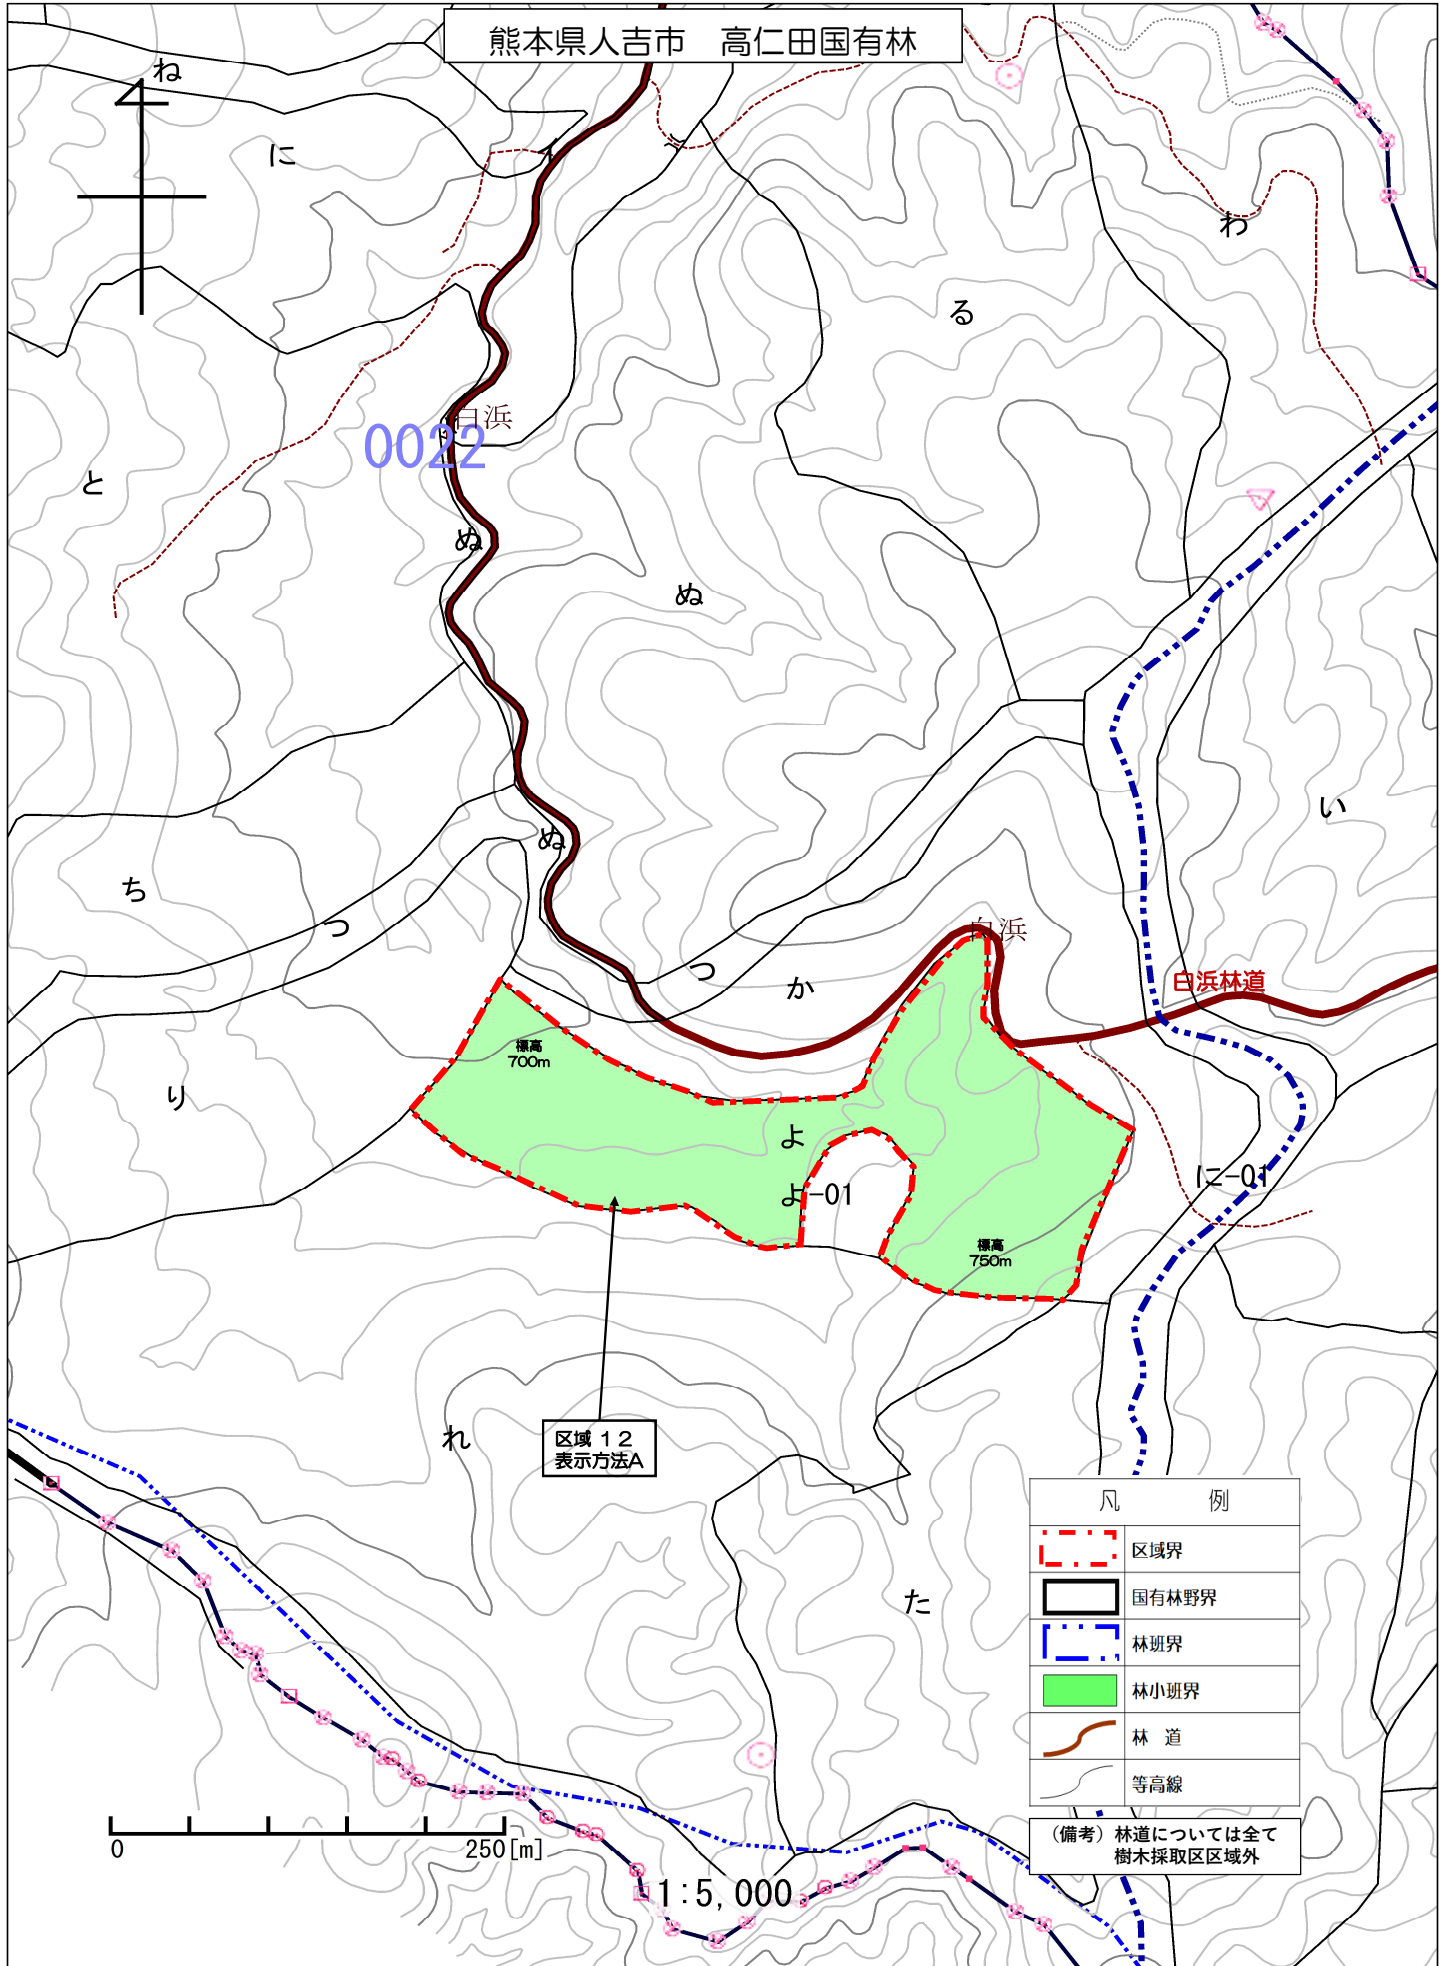 熊本県人吉市　高仁田国有林
ね
に
わ
る
白浜
0022
と
ぬ
ぬ
い
ぬ
ち
つ
白浜
つ
か
白浜林道
標高
700m
り
よ
よ-01
に-01
標高
750m
れ
区域 12
表示方法A
凡　例
区域界
国有林野界
林班界
た
林小班界
林　道
等高線
（備考）林道については全て
樹木採取区区域外
0
250[m]
1:5,000